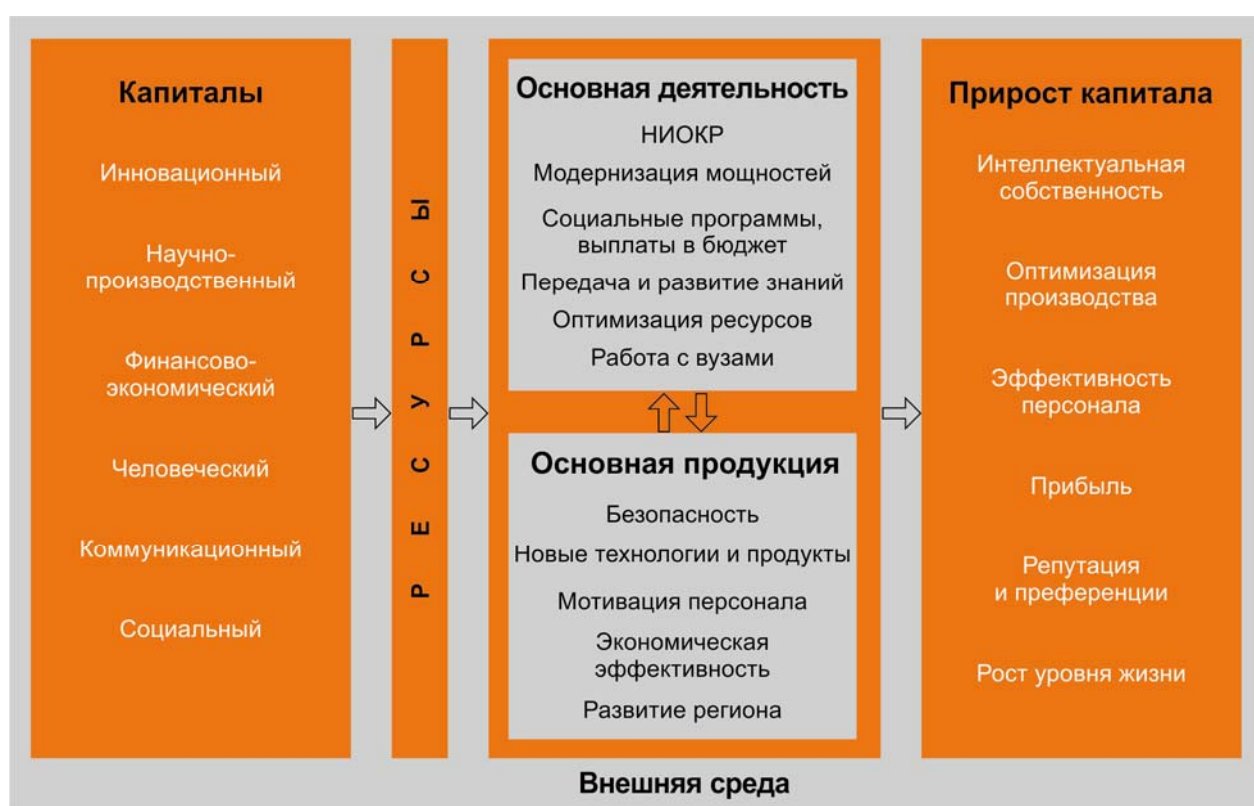 Капиталы
Инновационный
Научно-
производственный
Финансово-
экономический
Человеческий
Коммуникационный
Социальный
РЕСУРСЫ
Основная деятельность
НИОКР
Модернизация мощностей
Социальные программы,
выплаты в бюджет
Передача и развитие знаний
Оптимизация ресурсов
Работа с вузами
Основная продукция
Безопасность
Новые технологии и продукты
Мотивация персонала
Экономическая
эффективность
Развитие региона
Прирост капитала
Интеллектуальная
собственность
Оптимизация
производства
Эффективность
персонала
Прибыль
Репутация
и преференции
Рост уровня жизни
Внешняя среда